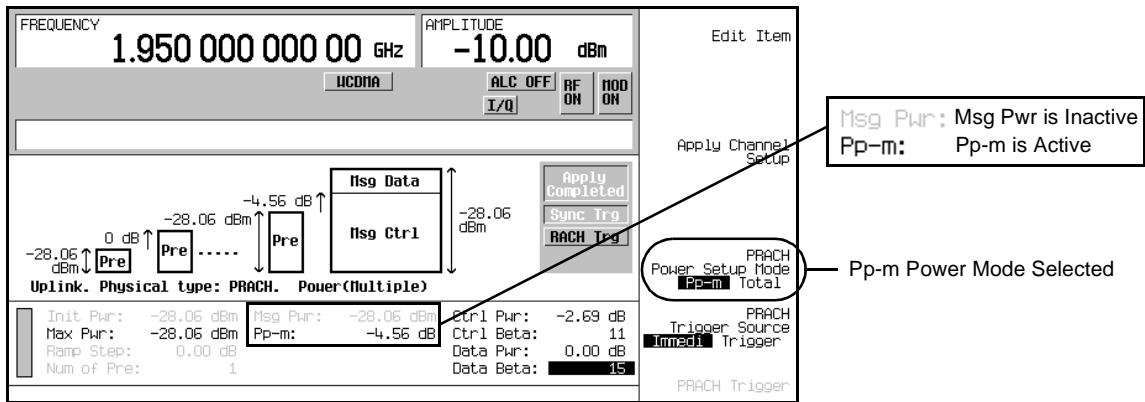 FREQUENCY
1.950 000 000 00 GHz
AMPLITUDE
-10.00 dBm
WCDMA
ALC OFF
I/Q
RF ON
MOD ON
Edit Item
Apply Channel
Setup
PRACH
Power Setup Mode
Pp-m Total
PRACH
Trigger Source
Immedi Trigger
PRACH Trigger
-28.06
dBm
Pre
0 dB
Pre
-----
-28.06 dBm
-4.56 dB
Pre
Msg Data
Msg Ctrl
-28.06
dBm
Apply
Completed
Sync Trg
RACH Trg
Uplink. Physical type: PRACH. Power(Multiple)
Init Pwr: -28.06 dBm Msg Pwr: -28.06 dBm Ctrl Pwr: -2.69 dB
Max Pwr: -28.06 dBm Pp-m: -4.56 dB Ctrl Beta: 11
Ramp Step: 0.00 dB Data Pwr: 0.00 dB
Num of Pre: 1 Data Beta: 15
Msg Pwr: Msg Pwr is Inactive
Pp-m: Pp-m is Active
Pp-m Power Mode Selected